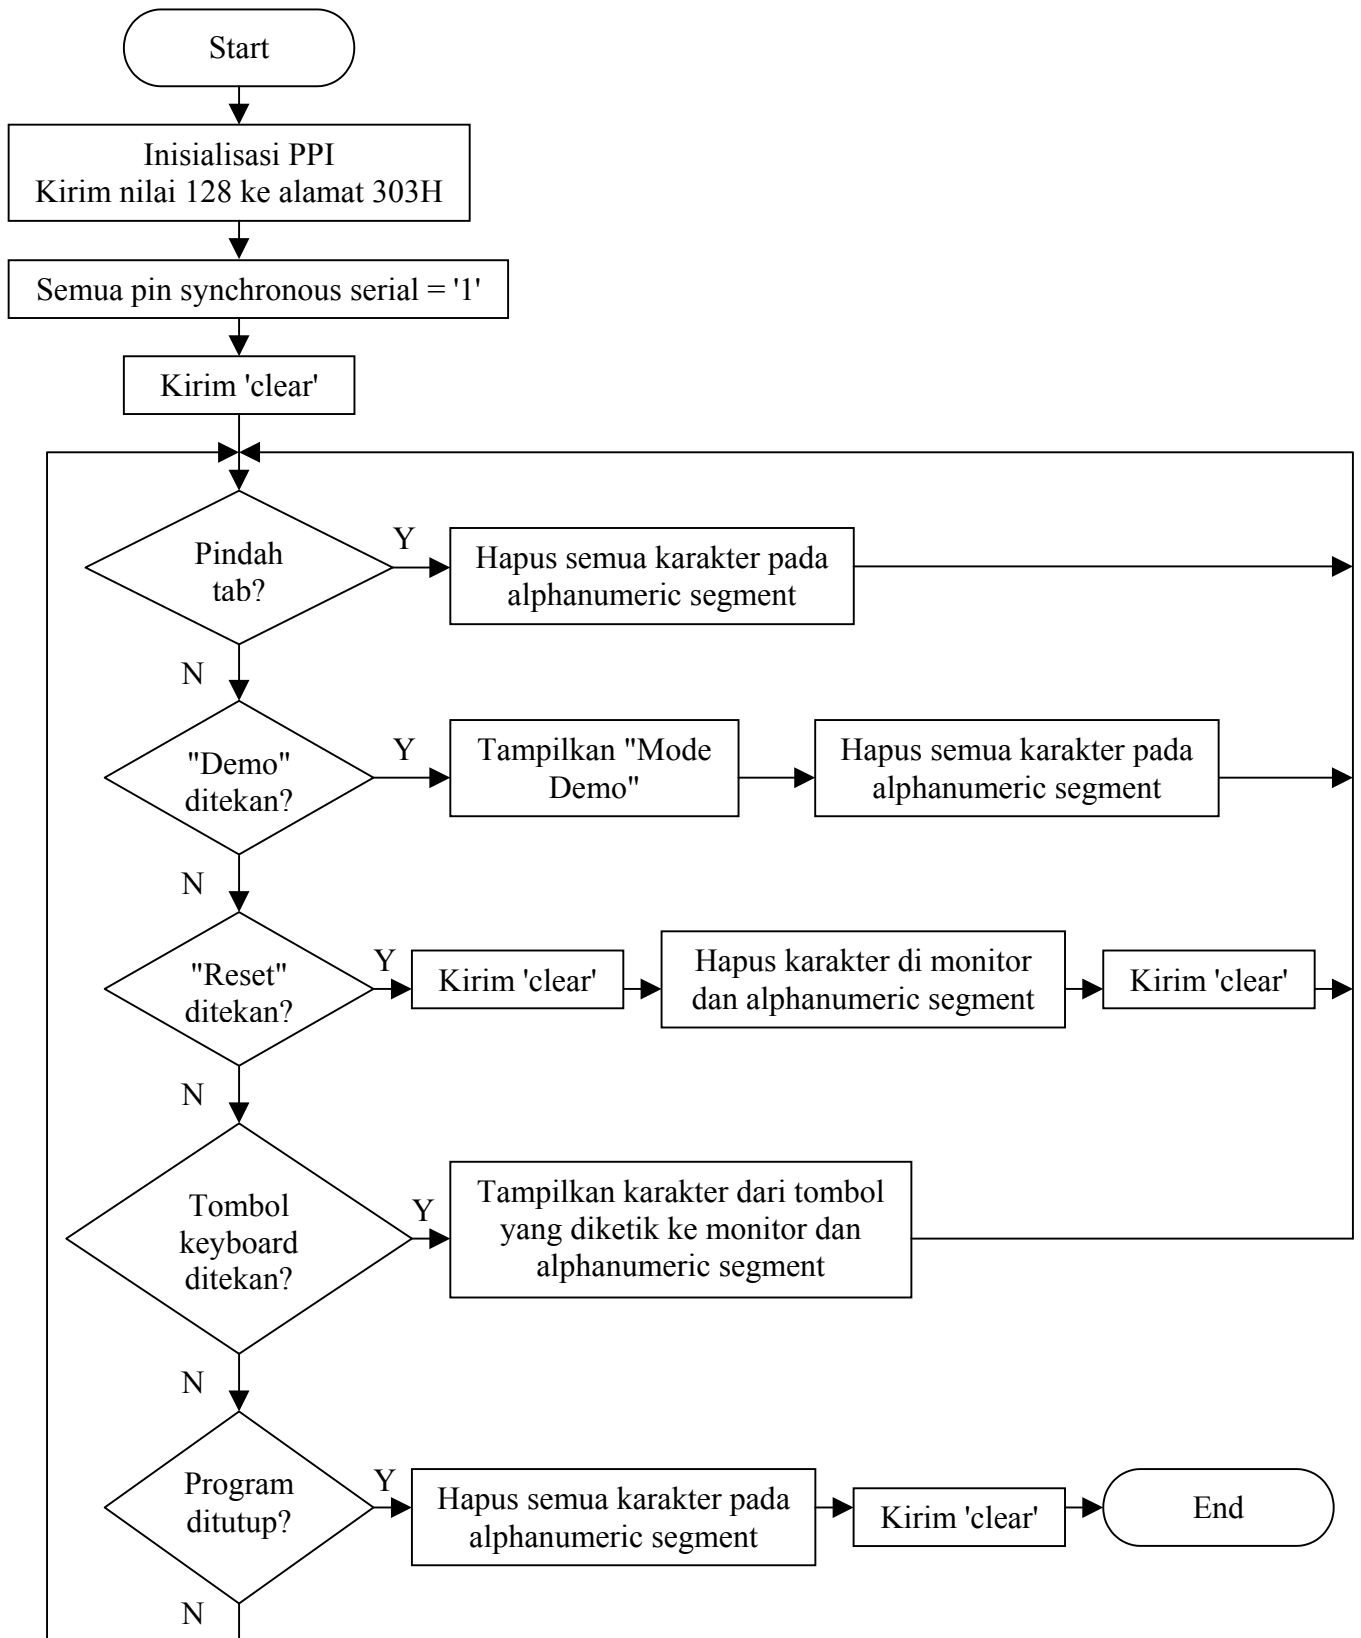 Start
Inisialisasi PPI
Kirim nilai 128 ke alamat 303H
Semua pin synchronous serial = '1'
Kirim 'clear'
Pindah
tab?
Y
Hapus semua karakter pada
alphanumeric segment
N
"Demo"
ditekan?
Y
Tampilkan "Mode
Demo"
Hapus semua karakter pada
alphanumeric segment
N
"Reset"
ditekan?
Y
Kirim 'clear'
Hapus karakter di monitor
dan alphanumeric segment
Kirim 'clear'
N
Tombol
keyboard
ditekan?
Y
Tampilkan karakter dari tombol
yang diketik ke monitor dan
alphanumeric segment
N
Program
ditutup?
Y
Hapus semua karakter pada
alphanumeric segment
Kirim 'clear'
End
N